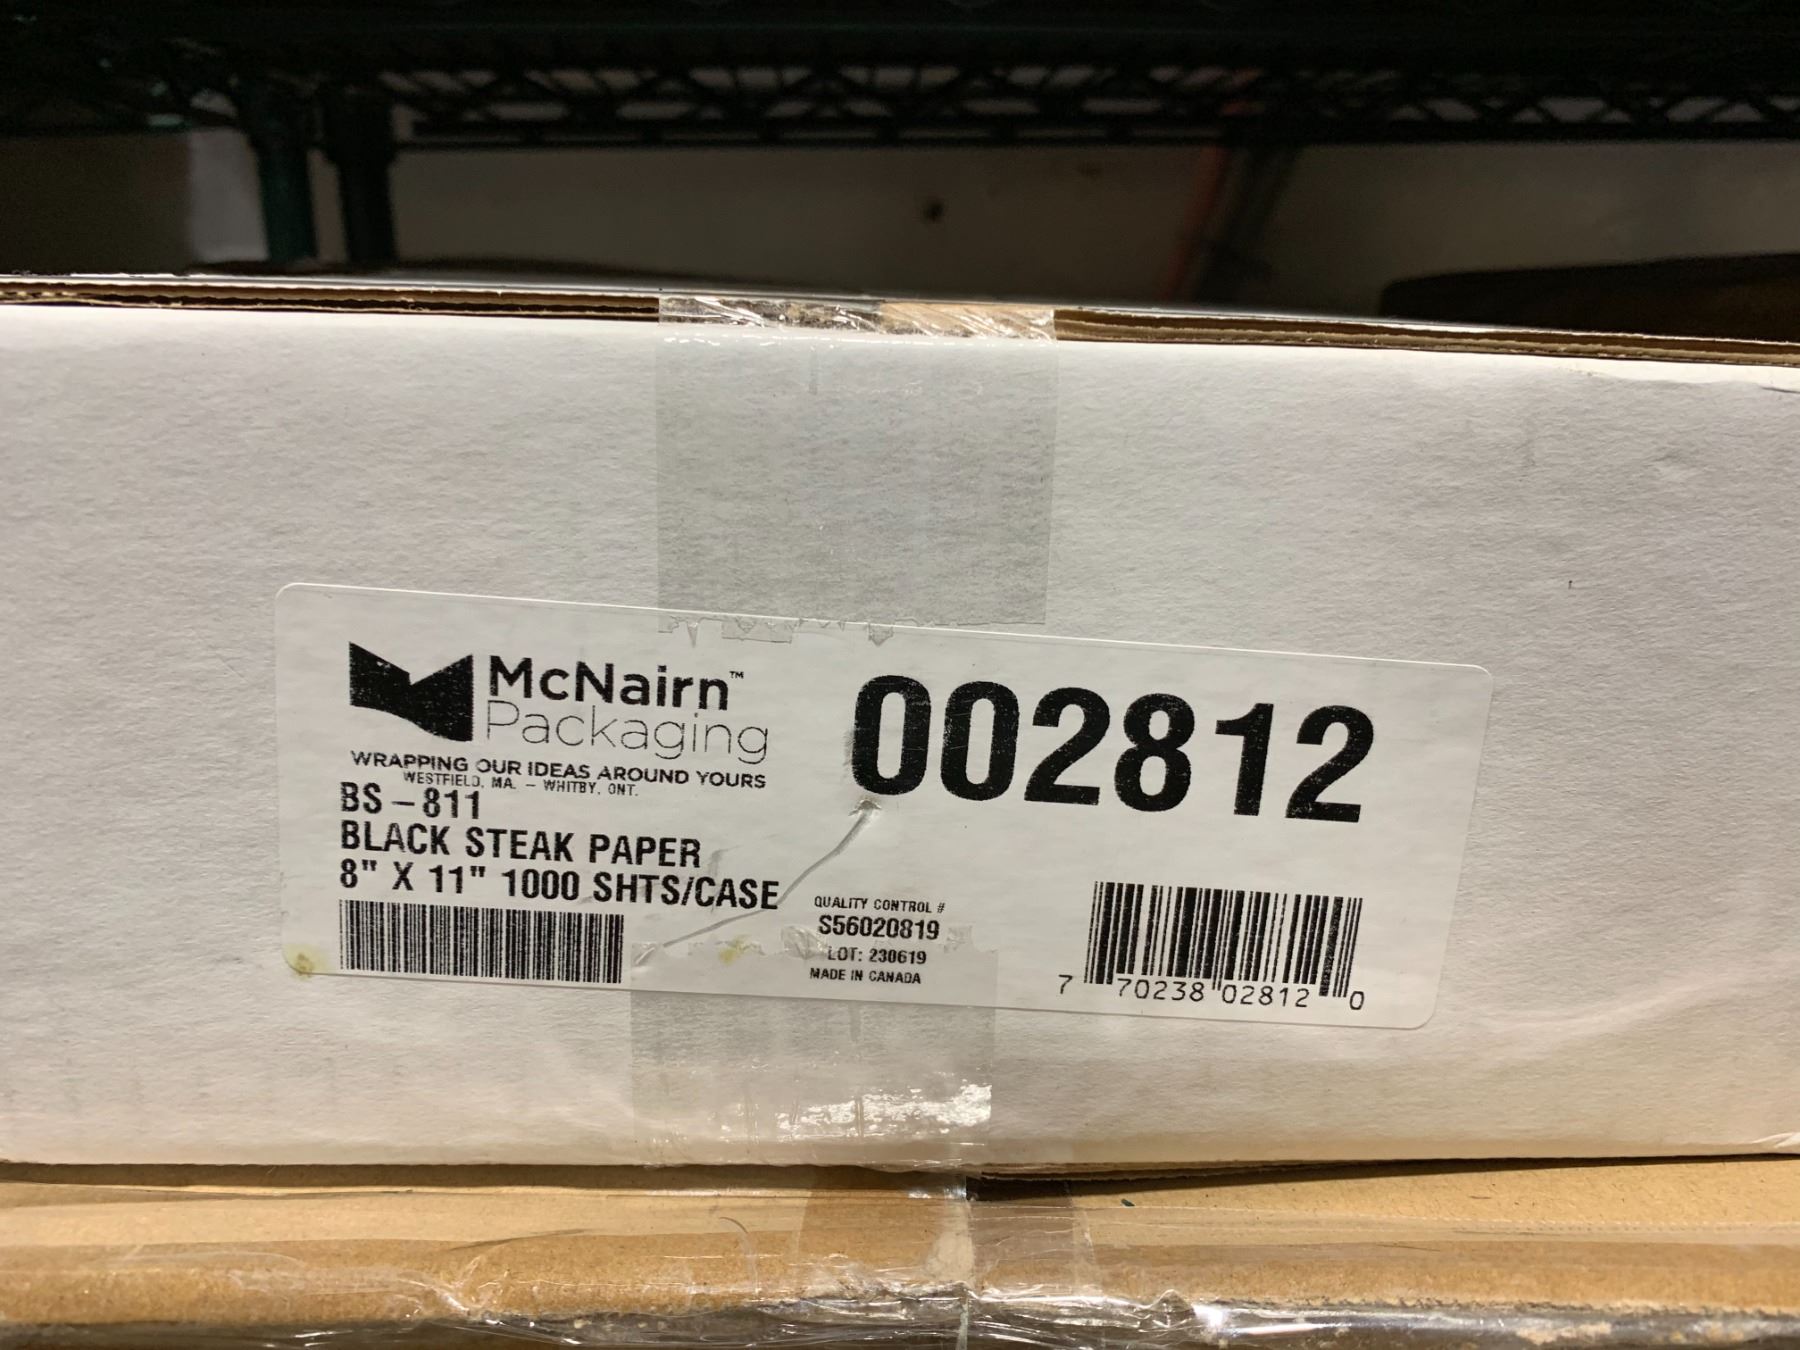 McNairn™
Packaging
WRAPPING OUR IDEAS AROUND YOURS
WESTFIELD, MA. – WHITBY, ONT.
BS – 811
BLACK STEAK PAPER
8" X 11" 1000 SHTS/CASE
002812
QUALITY CONTROL #
S56020819
LOT: 230619
MADE IN CANADA
7 70238 02812 0